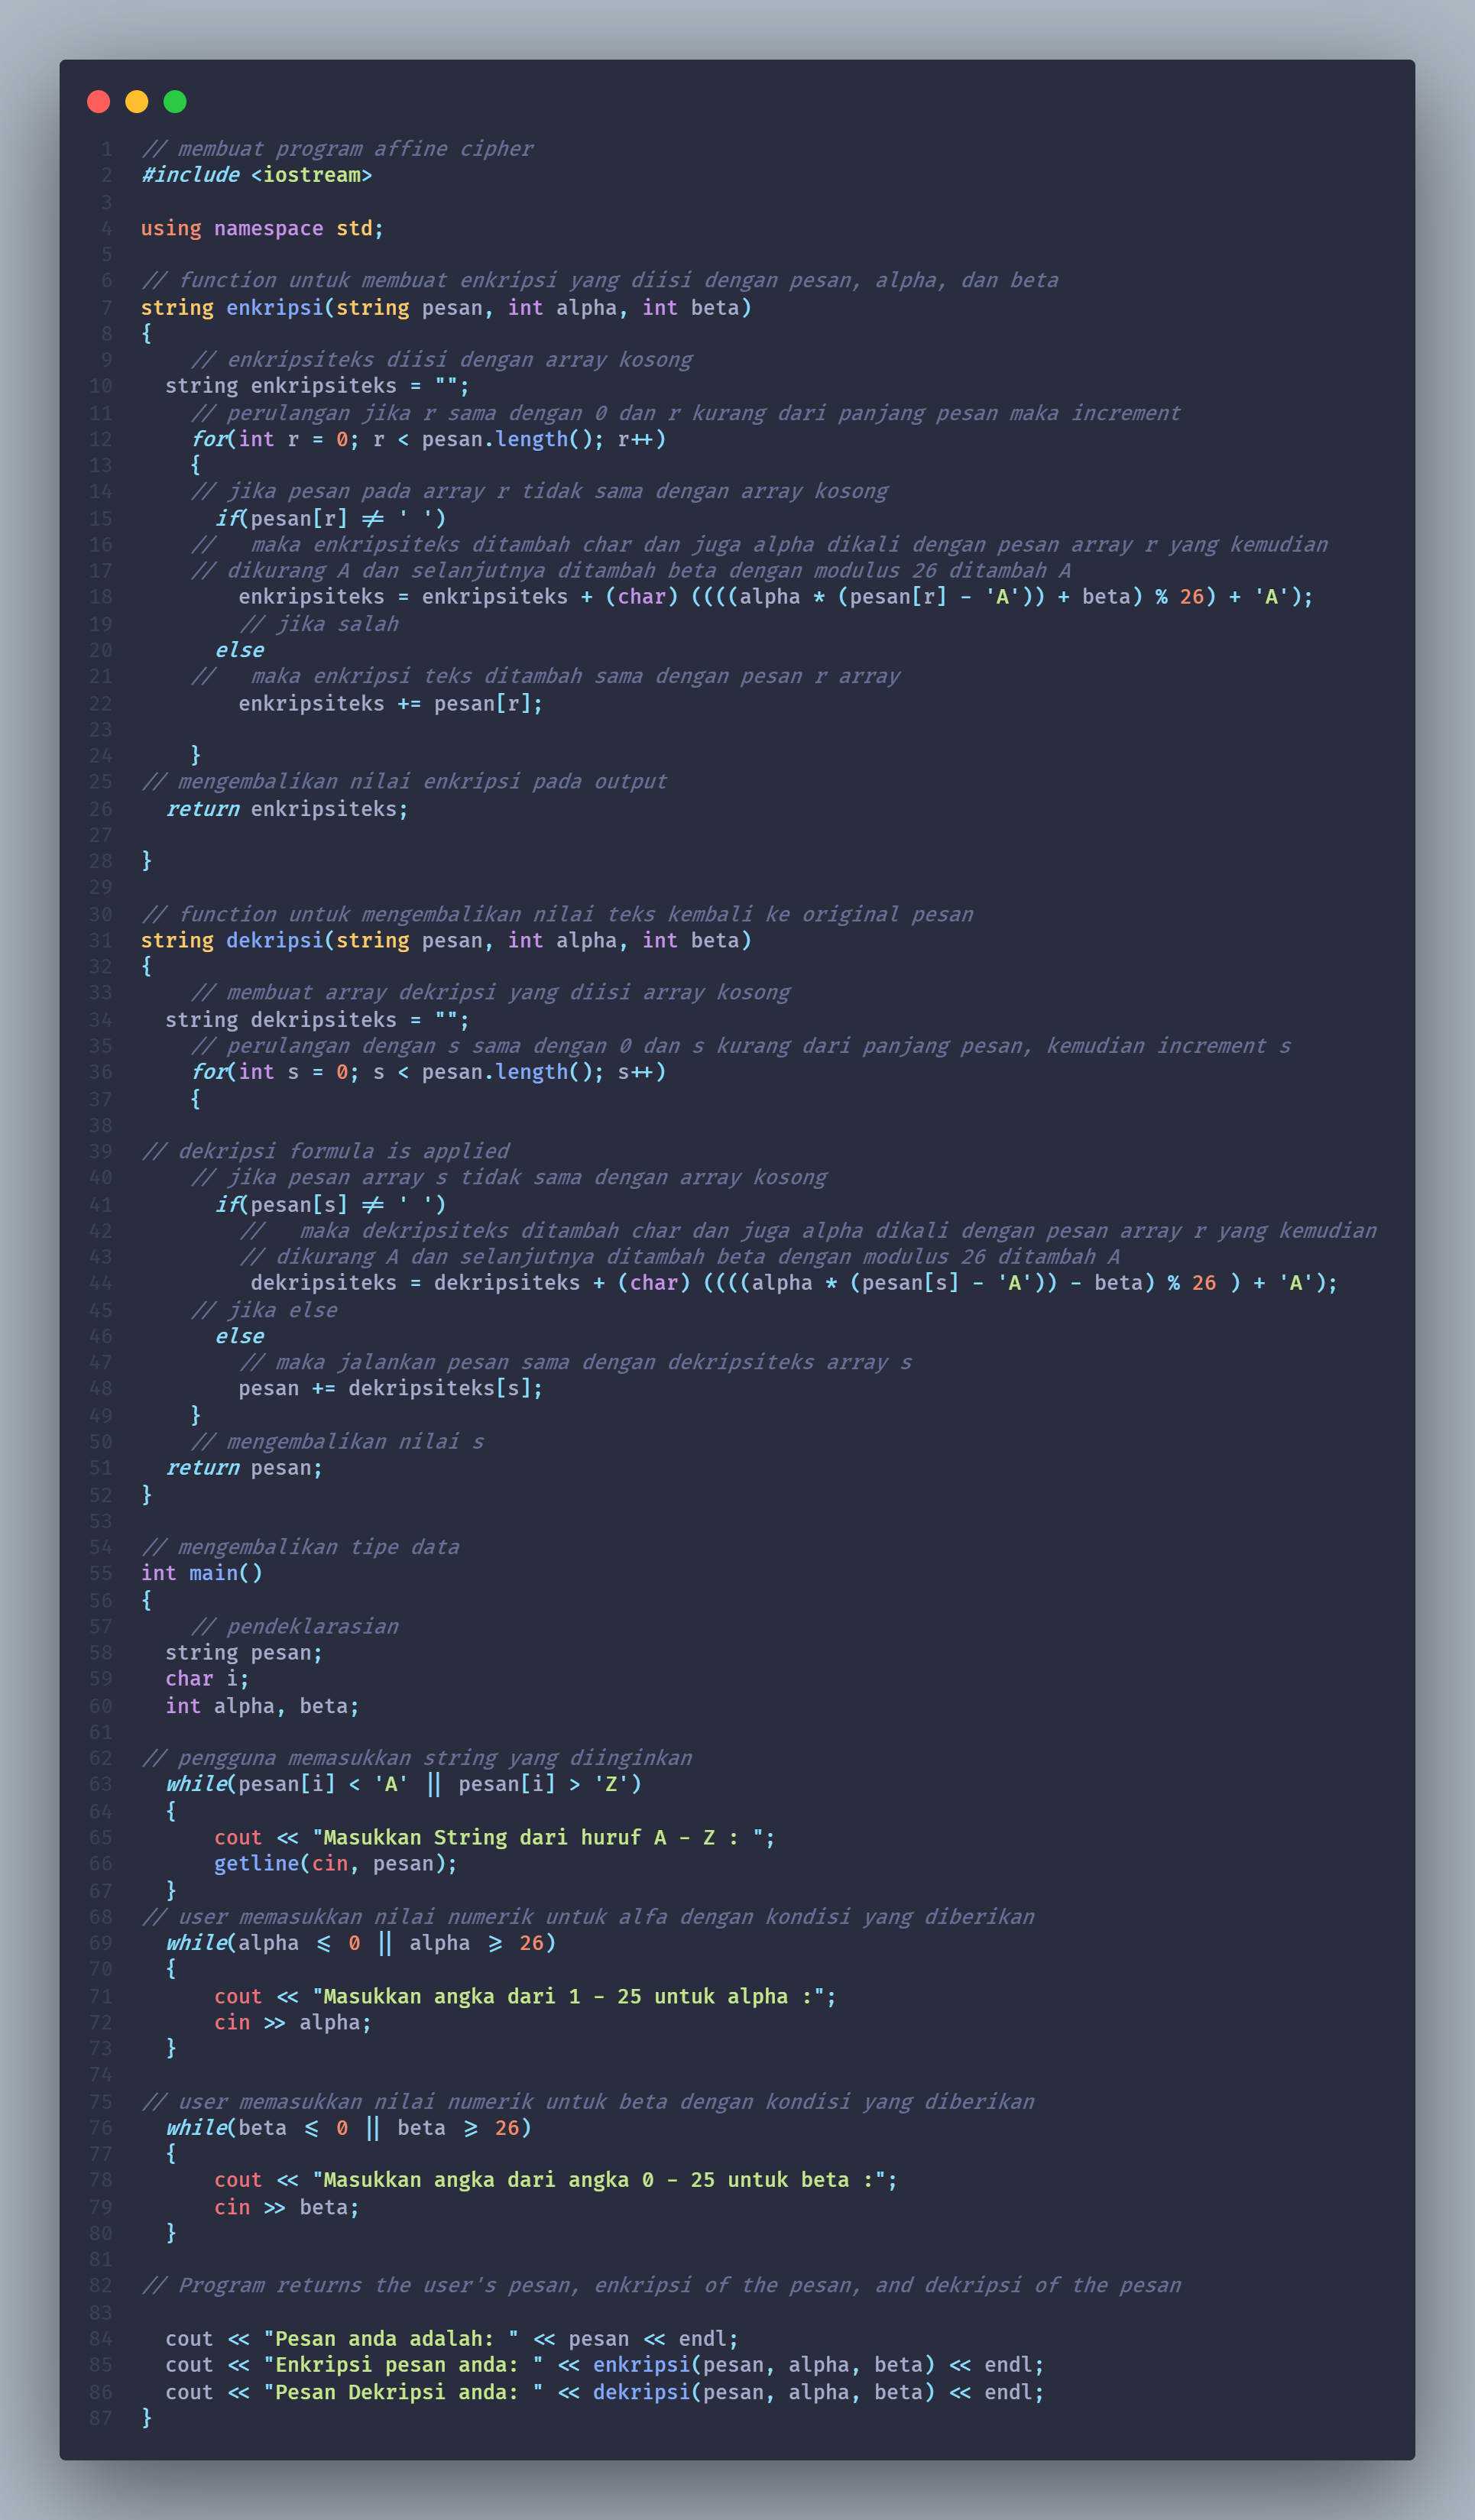 1 // membuat program affine cipher
2 #include <iostream>
3
4 using namespace std;
5
6 // function untuk membuat enkripsi yang diisi dengan pesan, alpha, dan beta
7 string enkripsi(string pesan, int alpha, int beta)
8 {
9     // enkripsiteks diisi dengan array kosong
10   string enkripsiteks = "";
11     // perulangan jika r sama dengan 0 dan r kurang dari panjang pesan maka increment
12     for(int r = 0; r < pesan.length(); r++)
13     {
14     // jika pesan pada array r tidak sama dengan array kosong
15       if(pesan[r] != ' ')
16     //   maka enkripsiteks ditambah char dan juga alpha dikali dengan pesan array r yang kemudian
17     // dikurang A dan selanjutnya ditambah beta dengan modulus 26 ditambah A
18         enkripsiteks = enkripsiteks + (char) ((((alpha * (pesan[r] - 'A')) + beta) % 26) + 'A');
19         // jika salah
20       else
21     //   maka enkripsi teks ditambah sama dengan pesan r array
22         enkripsiteks += pesan[r];
23
24     }
25 // mengembalikan nilai enkripsi pada output
26   return enkripsiteks;
27
28 }
29
30 // function untuk mengembalikan nilai teks kembali ke original pesan
31 string dekripsi(string pesan, int alpha, int beta)
32 {
33     // membuat array dekripsi yang diisi array kosong
34   string dekripsiteks = "";
35     // perulangan dengan s sama dengan 0 dan s kurang dari panjang pesan, kemudian increment s
36     for(int s = 0; s < pesan.length(); s++)
37     {
38
39 // dekripsi formula is applied
40     // jika pesan array s tidak sama dengan array kosong
41       if(pesan[s] != ' ')
42         //   maka dekripsiteks ditambah char dan juga alpha dikali dengan pesan array r yang kemudian
43         // dikurang A dan selanjutnya ditambah beta dengan modulus 26 ditambah A
44          dekripsiteks = dekripsiteks + (char) ((((alpha * (pesan[s] - 'A')) - beta) % 26 ) + 'A');
45     // jika else
46       else
47         // maka jalankan pesan sama dengan dekripsiteks array s
48         pesan += dekripsiteks[s];
49     }
50     // mengembalikan nilai s
51   return pesan;
52 }
53
54 // mengembalikan tipe data
55 int main()
56 {
57     // pendeklarasian
58   string pesan;
59   char i;
60   int alpha, beta;
61
62 // pengguna memasukkan string yang diinginkan
63   while(pesan[i] < 'A' || pesan[i] > 'Z')
64   {
65       cout << "Masukkan String dari huruf A - Z : ";
66       getline(cin, pesan);
67   }
68 // user memasukkan nilai numerik untuk alfa dengan kondisi yang diberikan
69   while(alpha <= 0 || alpha >= 26)
70   {
71       cout << "Masukkan angka dari 1 - 25 untuk alpha :";
72       cin >> alpha;
73   }
74
75 // user memasukkan nilai numerik untuk beta dengan kondisi yang diberikan
76   while(beta <= 0 || beta >= 26)
77   {
78       cout << "Masukkan angka dari angka 0 - 25 untuk beta :";
79       cin >> beta;
80   }
81
82 // Program returns the user's pesan, enkripsi of the pesan, and dekripsi of the pesan
83
84   cout << "Pesan anda adalah: " << pesan << endl;
85   cout << "Enkripsi pesan anda: " << enkripsi(pesan, alpha, beta) << endl;
86   cout << "Pesan Dekripsi anda: " << dekripsi(pesan, alpha, beta) << endl;
87 }